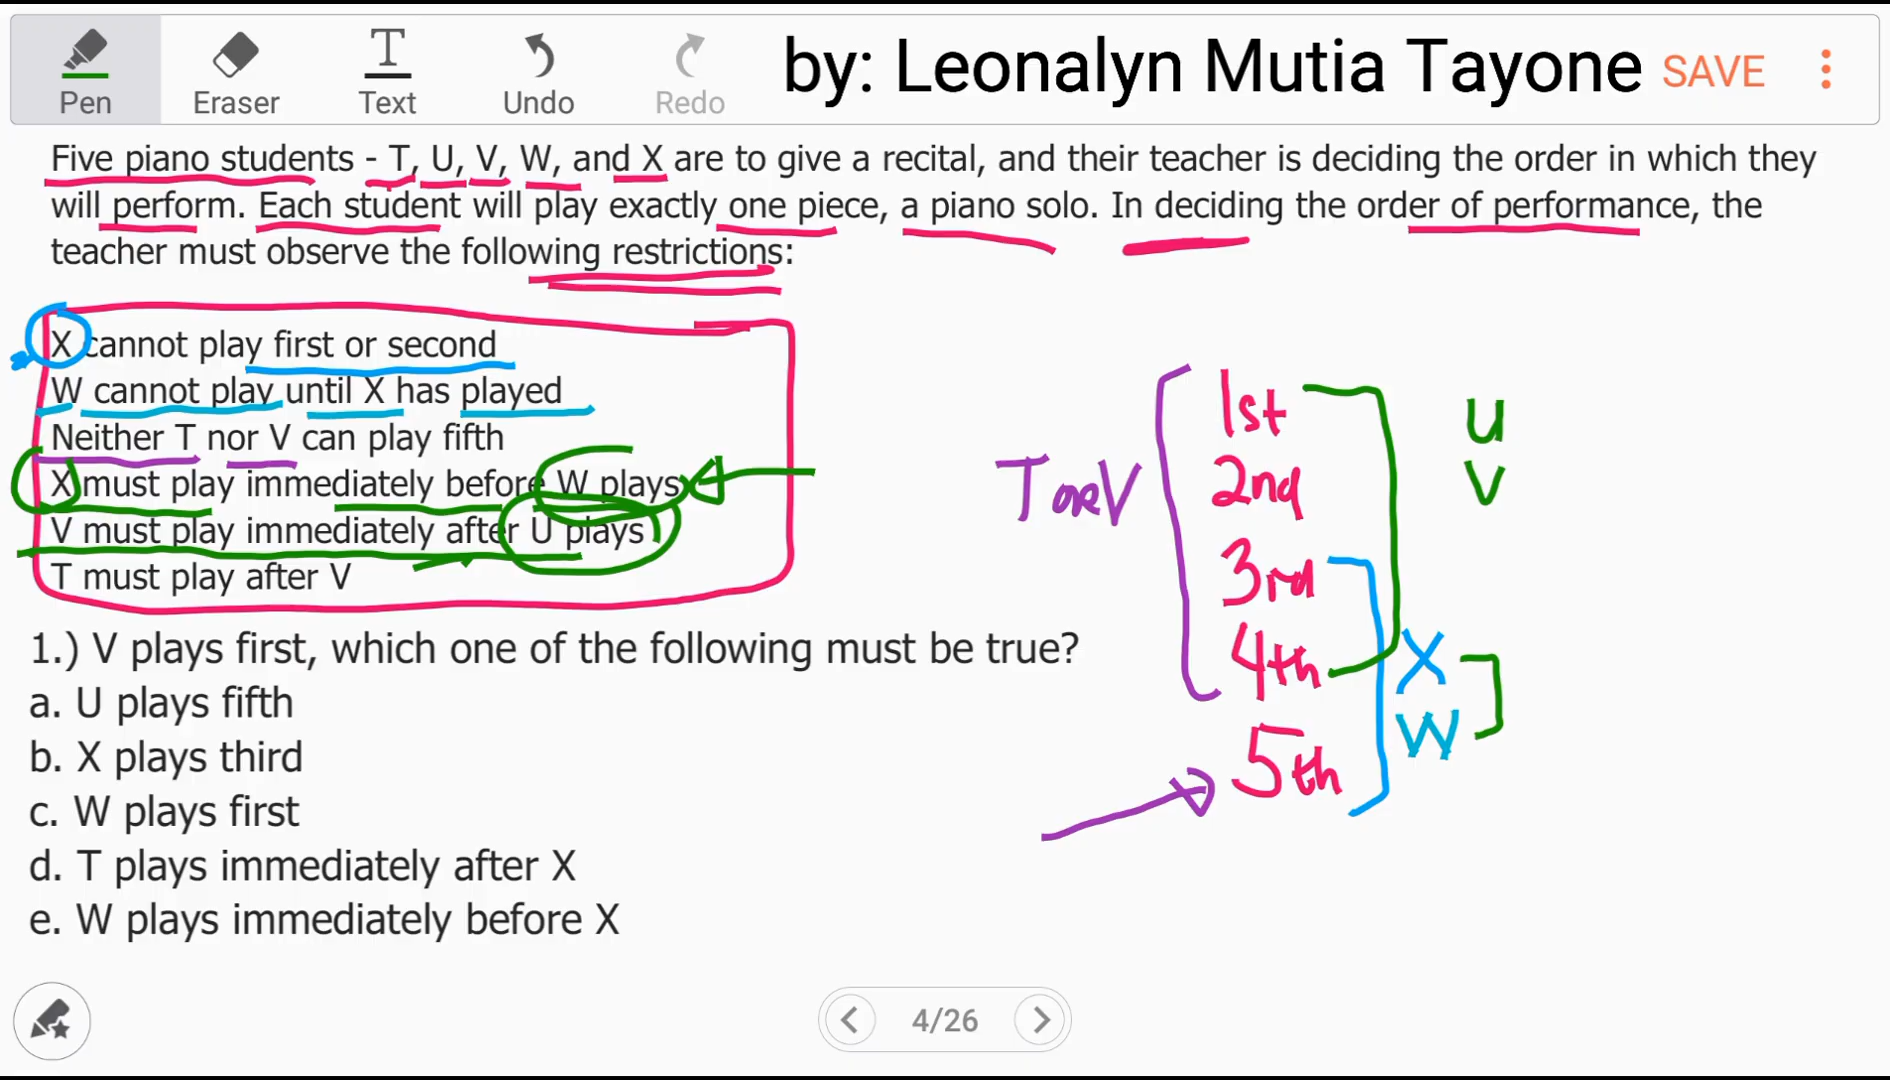 Pen Eraser Text Undo Redo by: Leonalyn Mutia Tayone SAVE
Five piano students - T, U, V, W, and X are to give a recital, and their teacher is deciding the order in which they
will perform. Each student will play exactly one piece, a piano solo. In deciding the order of performance, the
teacher must observe the following restrictions:
X cannot play first or second
W cannot play until X has played
Neither T nor V can play fifth
X must play immediately before W plays
V must play immediately after U plays
T must play after V
1st
2nd
3rd
4th
5th
T or V
U
V
X
W
1.) V plays first, which one of the following must be true?
a. U plays fifth
b. X plays third
c. W plays first
d. T plays immediately after X
e. W plays immediately before X
4/26